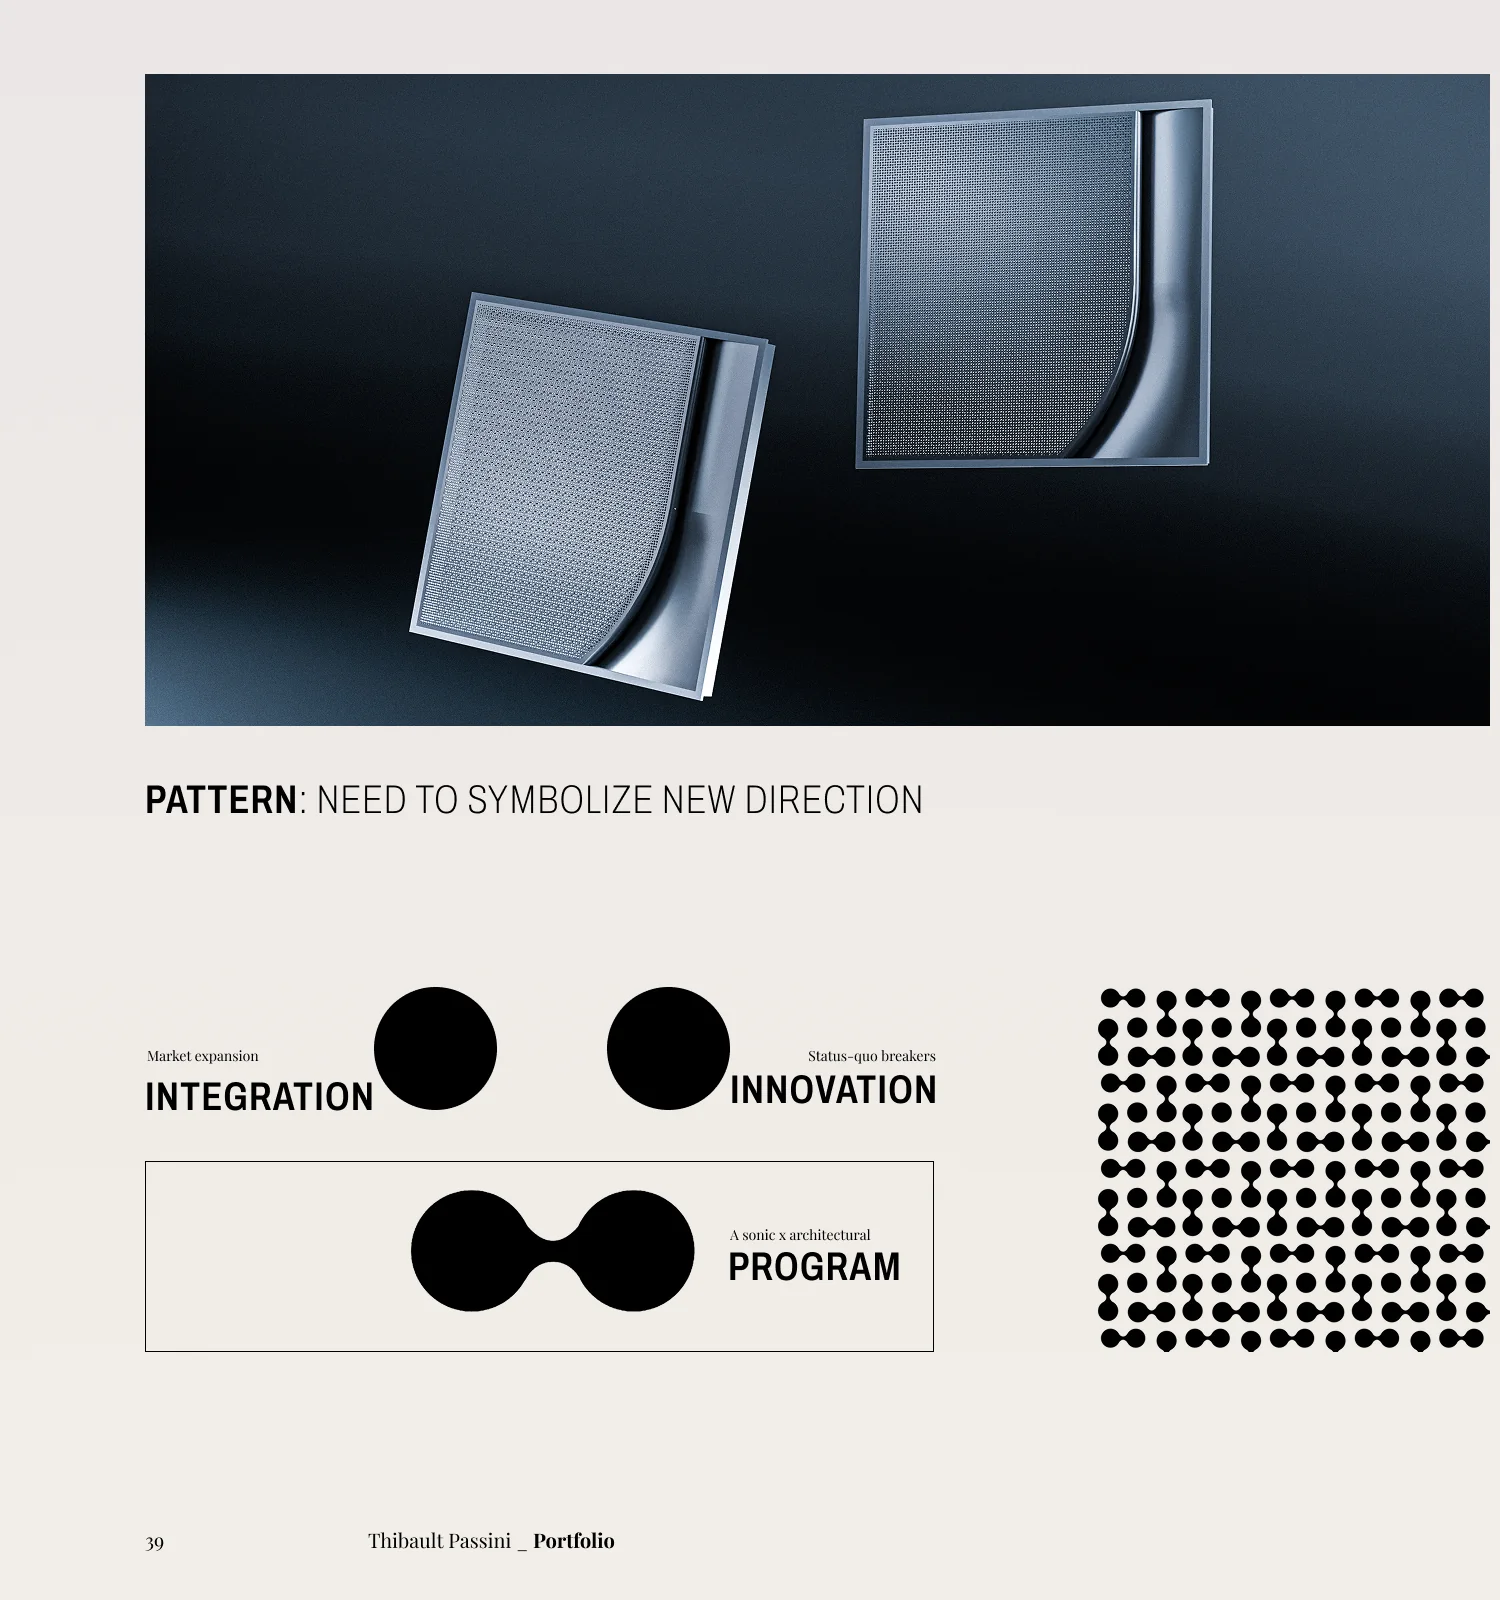 PATTERN: NEED TO SYMBOLIZE NEW DIRECTION
Market expansion
INTEGRATION
Status-quo breakers
INNOVATION
A sonic x architectural
PROGRAM
39
Thibault Passini _ Portfolio